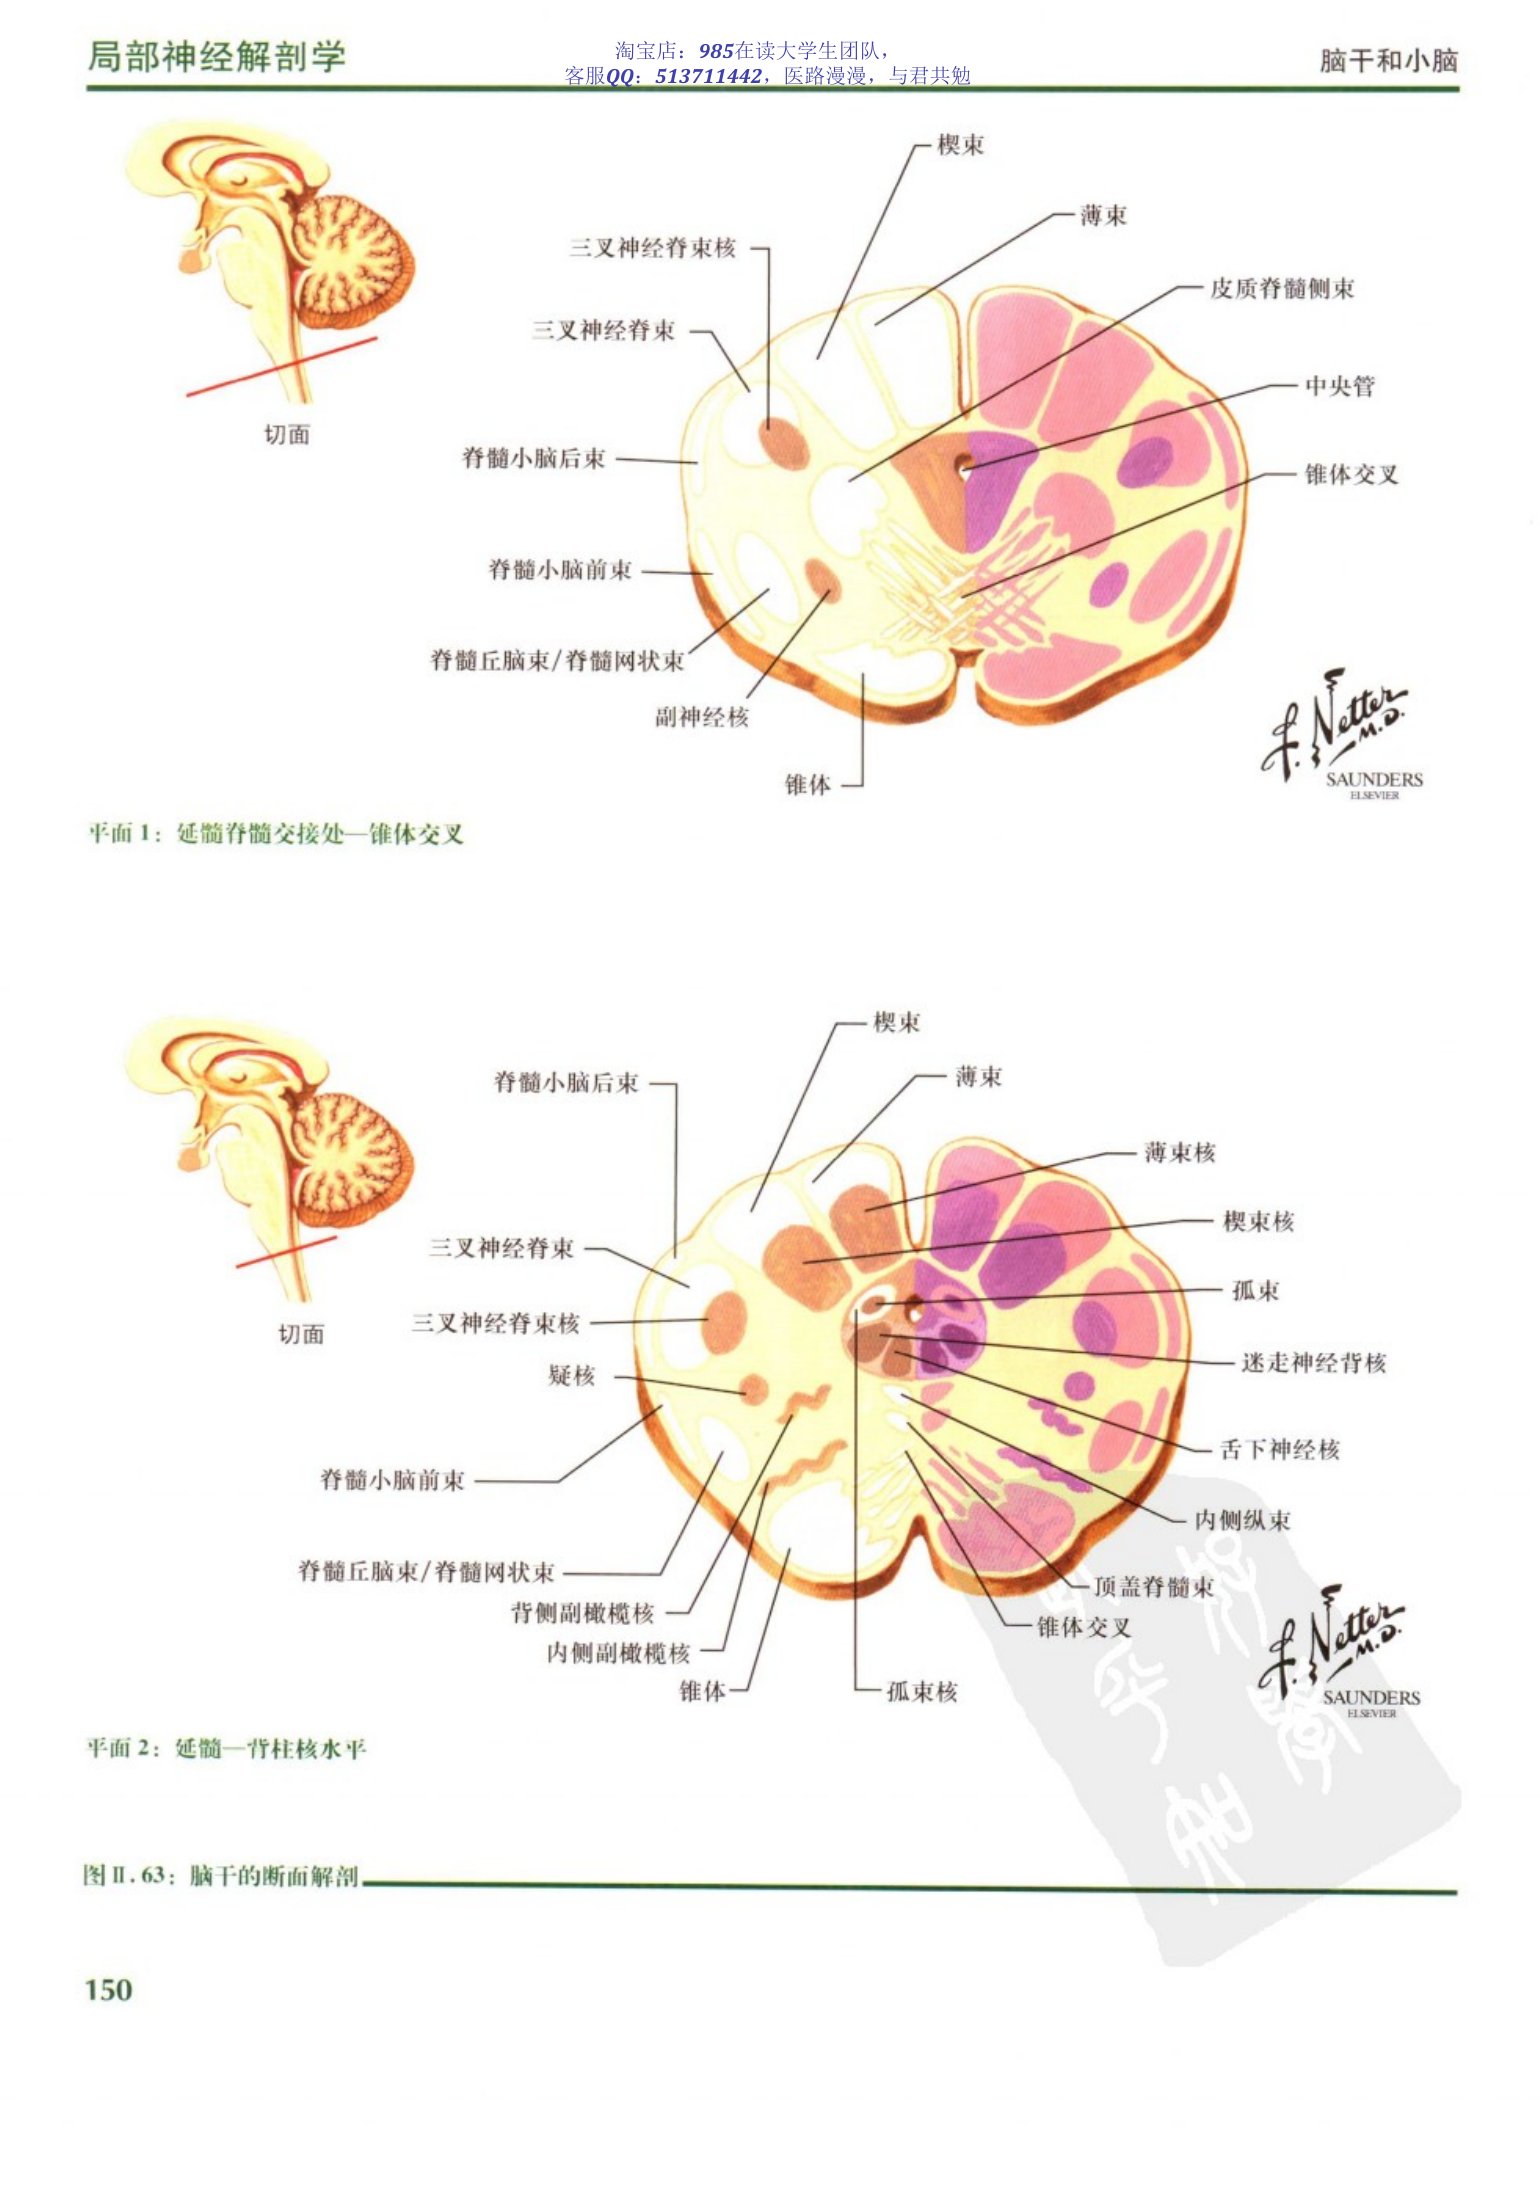 局部神经解剖学
淘宝店：985在读大学生团队，
客服QQ：513711442，医路漫漫，与君共勉
脑干和小脑
楔束
薄束
三叉神经脊束核
皮质脊髓侧束
三叉神经脊束
中央管
切面
脊髓小脑后束
锥体交叉
脊髓小脑前束
脊髓丘脑束/脊髓网状束
副神经核
锥体
F. Netter M.D.
SAUNDERS
ELSEVIER
平面 1：延髓脊髓交接处—锥体交叉
楔束
脊髓小脑后束
薄束
薄束核
楔束核
三叉神经脊束
孤束
三叉神经脊束核
切面
迷走神经背核
疑核
舌下神经核
脊髓小脑前束
内侧纵束
脊髓丘脑束/脊髓网状束
顶盖脊髓束
背侧副橄榄核
锥体交叉
内侧副橄榄核
锥体
孤束核
F. Netter M.D.
SAUNDERS
ELSEVIER
平面 2：延髓—背柱核水平
图 Ⅱ.63：脑干的断面解剖
150